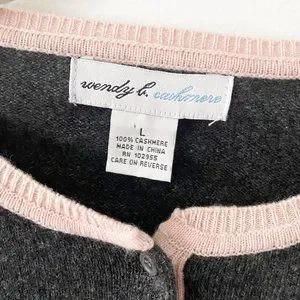 wendy b. cashmere
L
100% CASHMERE
MADE IN CHINA
RN 102955
CARE ON REVERSE